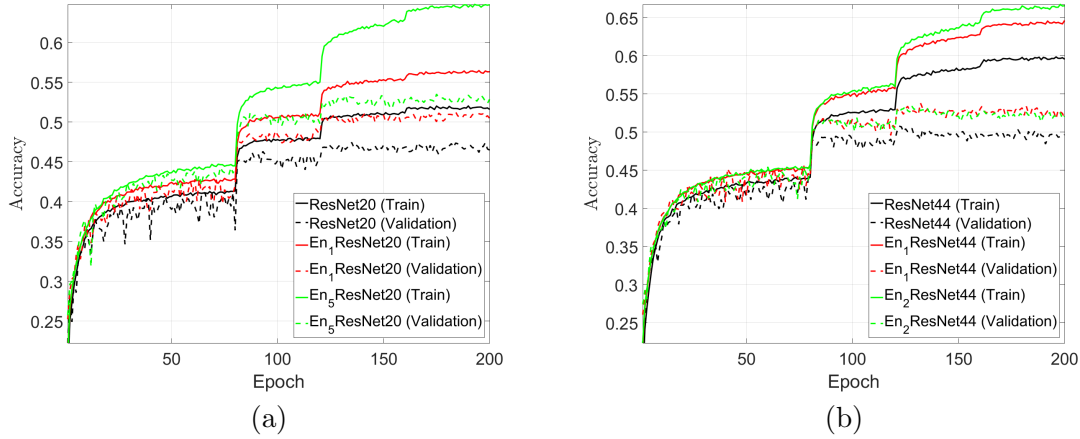 0.6
0.55
0.5
0.45
0.4
0.35
0.3
0.25
Accuracy
ResNet20 (Train)
ResNet20 (Validation)
En1ResNet20 (Train)
En1ResNet20 (Validation)
En5ResNet20 (Train)
En5ResNet20 (Validation)
50 100 150 200
Epoch
(a)
0.65
0.6
0.55
0.5
0.45
0.4
0.35
0.3
0.25
Accuracy
ResNet44 (Train)
ResNet44 (Validation)
En1ResNet44 (Train)
En1ResNet44 (Validation)
En2ResNet44 (Train)
En2ResNet44 (Validation)
50 100 150 200
Epoch
(b)